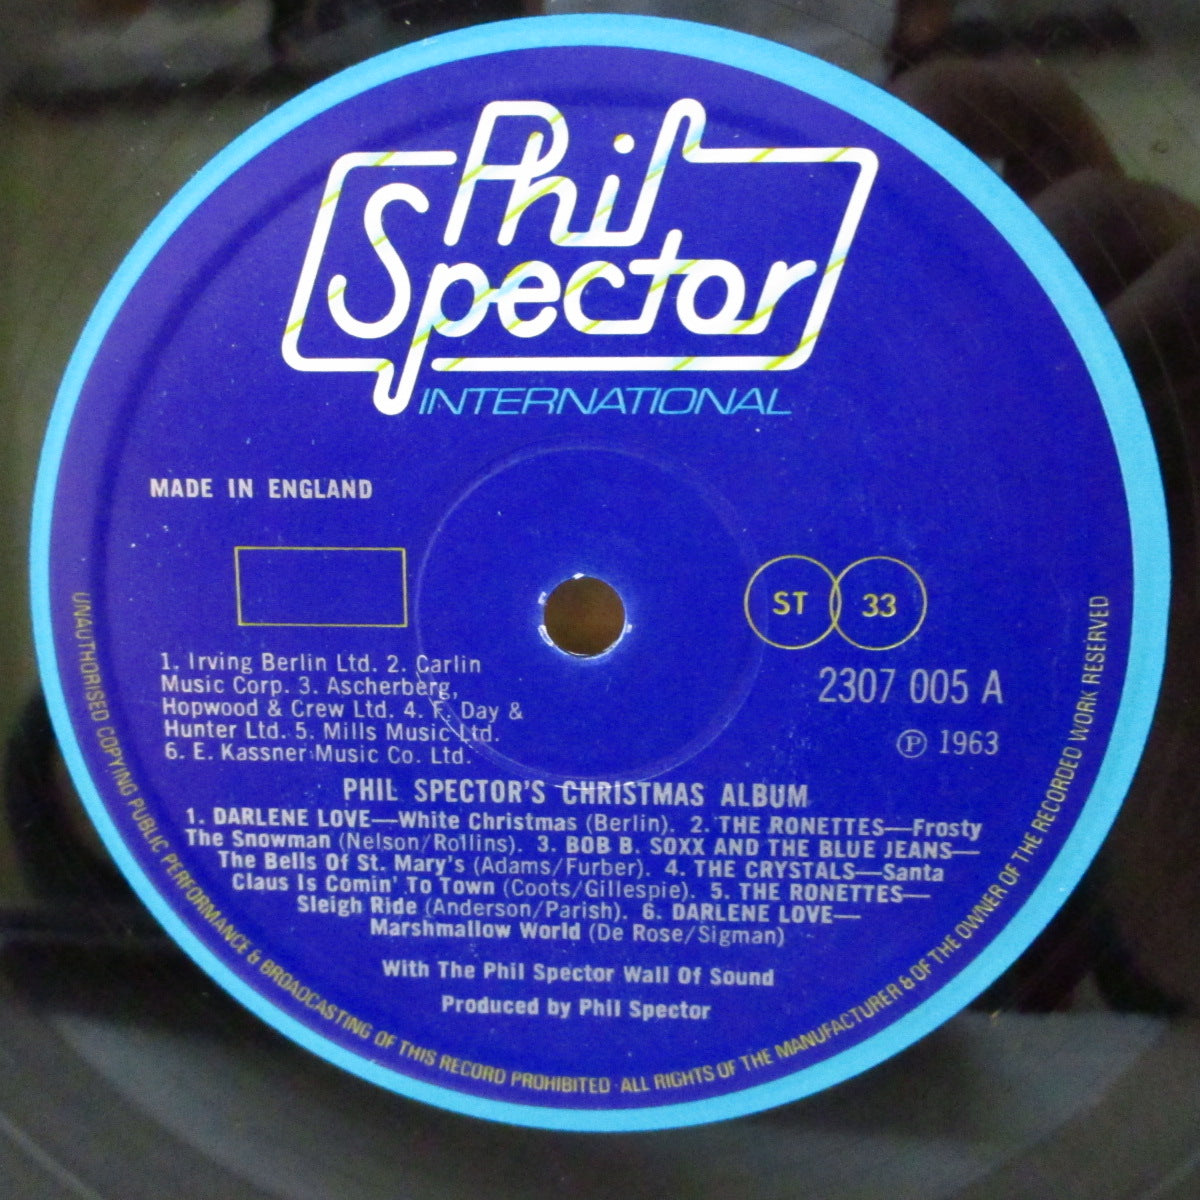 Phil
Spector
INTERNATIONAL
MADE IN ENGLAND
ST 33
2307 005 A
Ⓟ 1963
1. Irving Berlin Ltd. 2. Carlin
Music Corp. 3. Ascherberg,
Hopwood & Crew Ltd. 4. F. Day &
Hunter Ltd. 5. Mills Music Ltd.
6. E. Kassner Music Co. Ltd.
PHIL SPECTOR'S CHRISTMAS ALBUM
1. DARLENE LOVE—White Christmas (Berlin). 2. THE RONETTES—Frosty
The Snowman (Nelson/Rollins). 3. BOB B. SOXX AND THE BLUE JEANS—
The Bells Of St. Mary's (Adams/Furber). 4. THE CRYSTALS—Santa
Claus Is Comin' To Town (Coots/Gillespie). 5. THE RONETTES—
Sleigh Ride (Anderson/Parish). 6. DARLENE LOVE—
Marshmallow World (De Rose/Sigman)
With The Phil Spector Wall Of Sound
Produced by Phil Spector
UNAUTHORISED COPYING PUBLIC PERFORMANCE & BROADCASTING OF THIS RECORD PROHIBITED · ALL RIGHTS OF THE MANUFACTURER & OF THE OWNER OF THE RECORDED WORK RESERVED